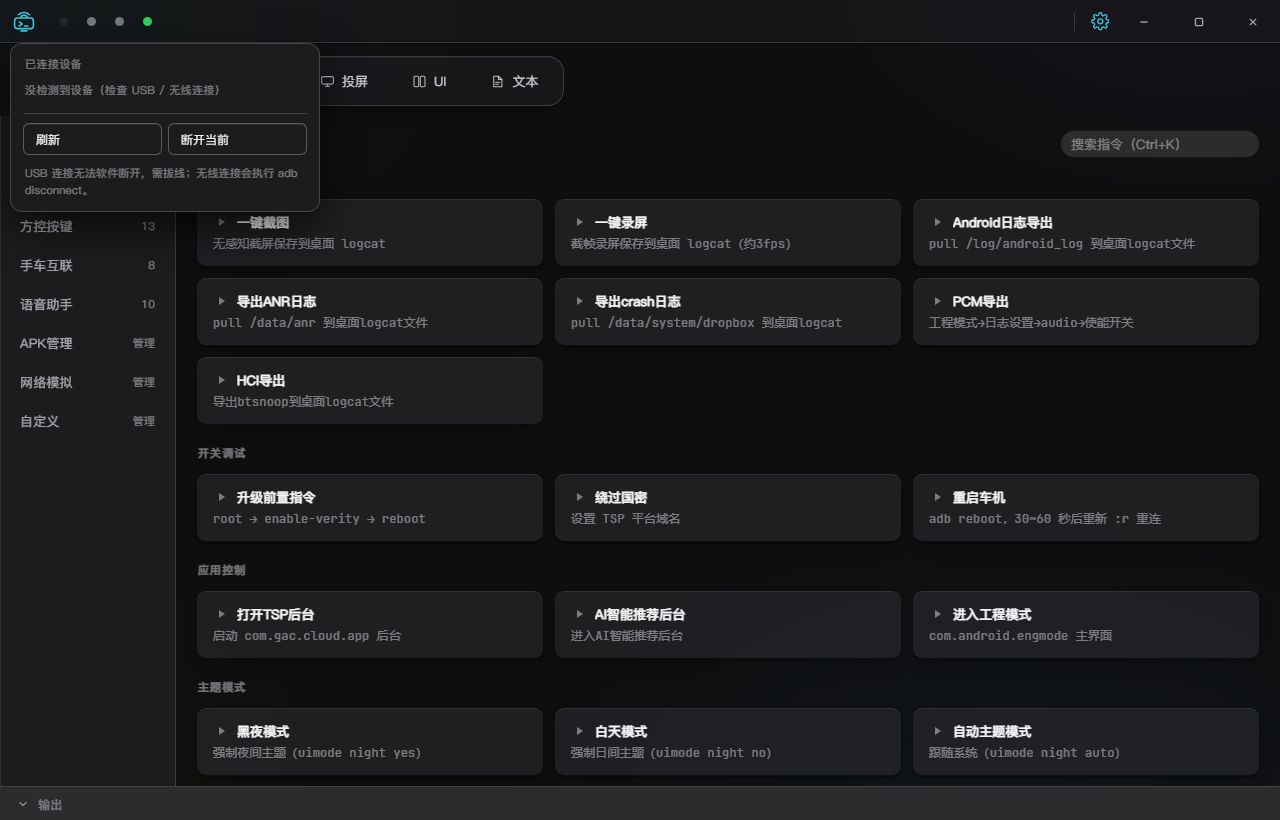 已连接设备
没检测到设备（检查 USB / 无线连接）
刷新
断开当前
USB 连接无法软件断开，需拔线；无线连接会执行 adb
disconnect。
投屏
UI
文本
搜索指令（Ctrl+K）
方控按键 13
手车互联 8
语音助手 10
APK管理 管理
网络模拟 管理
自定义 管理
一键截图
无感知截屏保存到桌面 logcat
一键录屏
截帧录屏保存到桌面 logcat（约3fps）
Android日志导出
pull /log/android_log 到桌面logcat文件
导出ANR日志
pull /data/anr 到桌面logcat文件
导出crash日志
pull /data/system/dropbox 到桌面logcat
PCM导出
工程模式→日志设置→audio→使能开关
HCI导出
导出btsnoop到桌面logcat文件
开关调试
升级前置指令
root → enable-verity → reboot
绕过国密
设置 TSP 平台域名
重启车机
adb reboot，30~60 秒后重新 :r 重连
应用控制
打开TSP后台
启动 com.gac.cloud.app 后台
AI智能推荐后台
进入AI智能推荐后台
进入工程模式
com.android.engmode 主界面
主题模式
黑夜模式
强制夜间主题（uimode night yes）
白天模式
强制日间主题（uimode night no）
自动主题模式
跟随系统（uimode night auto）
输出